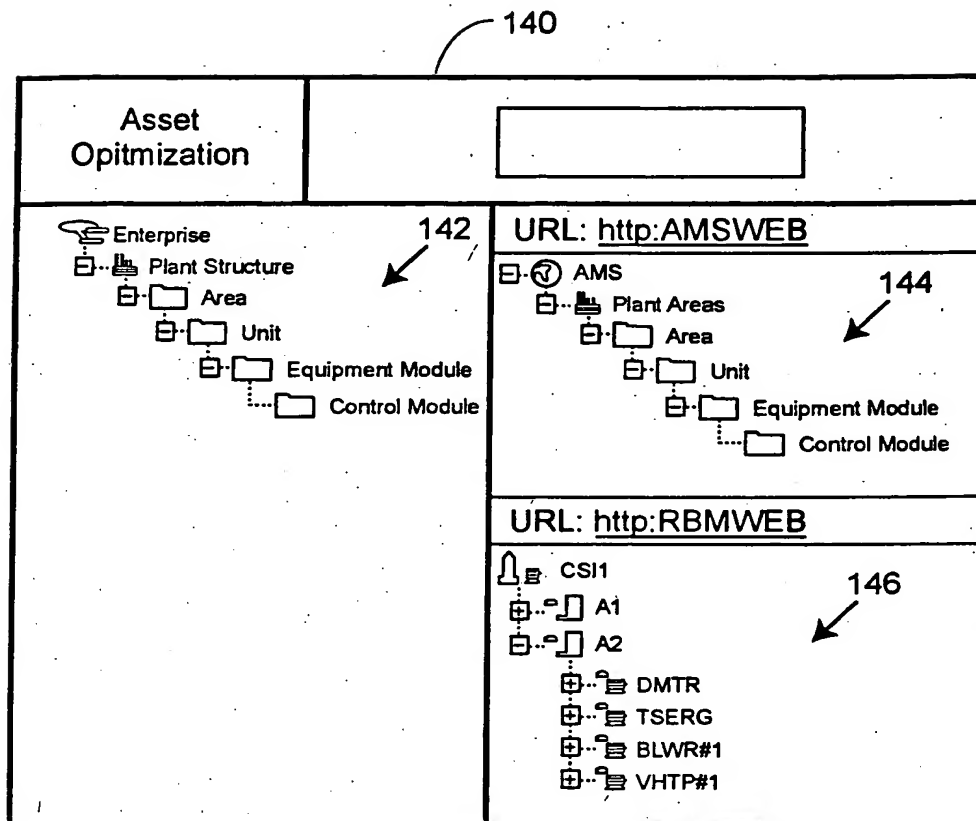 140
Asset
Opitmization
Enterprise
142
Plant Structure
Area
Unit
Equipment Module
Control Module
URL: http:AMSWEB
AMS
144
Plant Areas
Area
Unit
Equipment Module
Control Module
URL: http:RBMWEB
CSI1
146
A1
A2
DMTR
TSERG
BLWR#1
VHTP#1